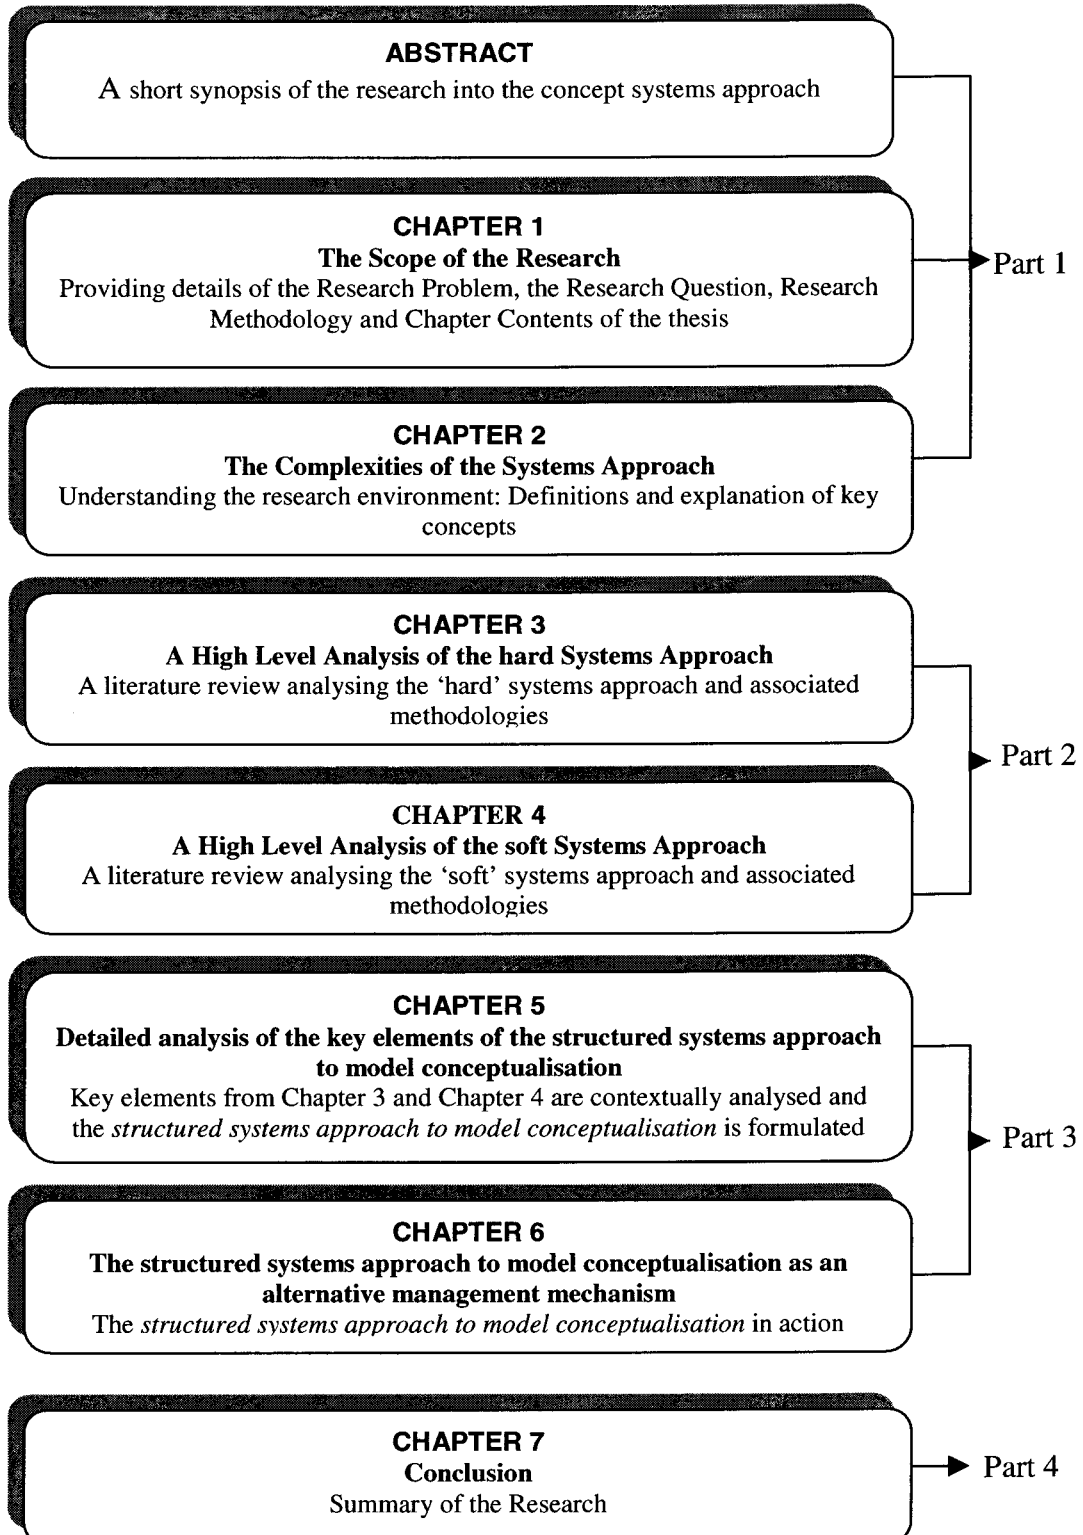 ABSTRACT
A short synopsis of the research into the concept systems approach
CHAPTER 1
The Scope of the Research
Providing details of the Research Problem, the Research Question, Research
Methodology and Chapter Contents of the thesis
Part 1
CHAPTER 2
The Complexities of the Systems Approach
Understanding the research environment: Definitions and explanation of key
concepts
CHAPTER 3
A High Level Analysis of the hard Systems Approach
A literature review analysing the ‘hard’ systems approach and associated
methodologies
Part 2
CHAPTER 4
A High Level Analysis of the soft Systems Approach
A literature review analysing the ‘soft’ systems approach and associated
methodologies
CHAPTER 5
Detailed analysis of the key elements of the structured systems approach
to model conceptualisation
Key elements from Chapter 3 and Chapter 4 are contextually analysed and
the structured systems approach to model conceptualisation is formulated
Part 3
CHAPTER 6
The structured systems approach to model conceptualisation as an
alternative management mechanism
The structured systems approach to model conceptualisation in action
CHAPTER 7
Conclusion
Summary of the Research
Part 4